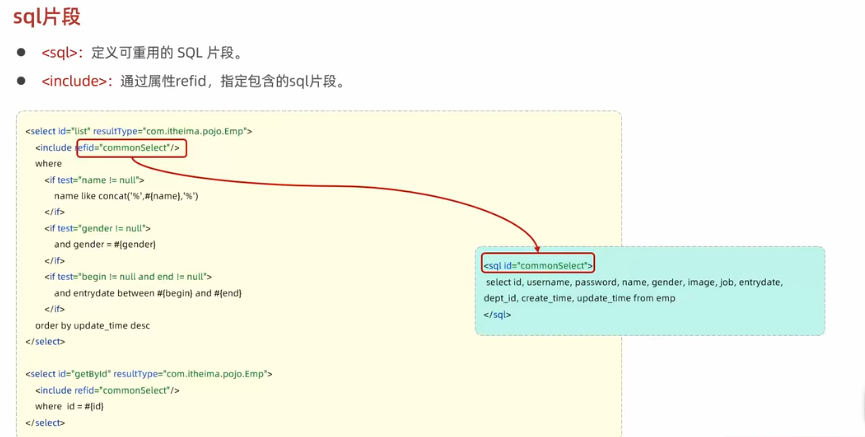 sql片段
● <sql>：定义可重用的 SQL 片段。
● <include>：通过属性refid，指定包含的sql片段。
<select id="list" resultType="com.itheima.pojo.Emp">
<include refid="commonSelect"/>
where
<if test="name != null">
name like concat('%',#{name},'%')
</if>
<if test="gender != null">
and gender = #{gender}
</if>
<if test="begin != null and end != null">
and entrydate between #{begin} and #{end}
</if>
order by update_time desc
</select>
<select id="getById" resultType="com.itheima.pojo.Emp">
<include refid="commonSelect"/>
where id = #{id}
</select>
<sql id="commonSelect">
select id, username, password, name, gender, image, job, entrydate,
dept_id, create_time, update_time from emp
</sql>